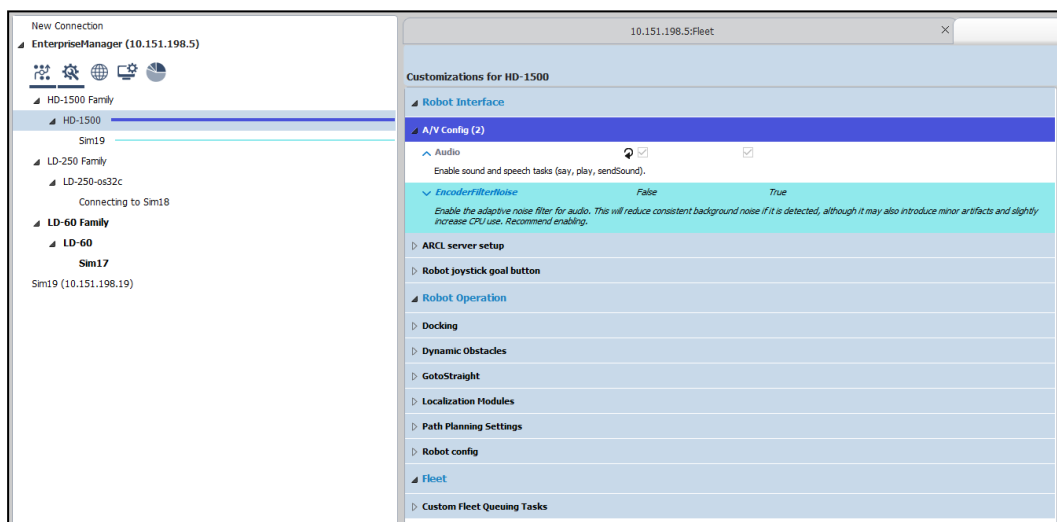 New Connection
EnterpriseManager (10.151.198.5)
HD-1500 Family
HD-1500
Sim19
LD-250 Family
LD-250-os32c
Connecting to Sim18
LD-60 Family
LD-60
Sim17
Sim19 (10.151.198.19)
10.151.198.5:Fleet
Customizations for HD-1500
Robot Interface
A/V Config (2)
Audio
Enable sound and speech tasks (say, play, sendSound).
EncoderFilterNoise False True
Enable the adaptive noise filter for audio. This will reduce consistent background noise if it is detected, although it may also introduce minor artifacts and slightly
increase CPU use. Recommend enabling.
ARCL server setup
Robot joystick goal button
Robot Operation
Docking
Dynamic Obstacles
GotoStraight
Localization Modules
Path Planning Settings
Robot config
Fleet
Custom Fleet Queuing Tasks